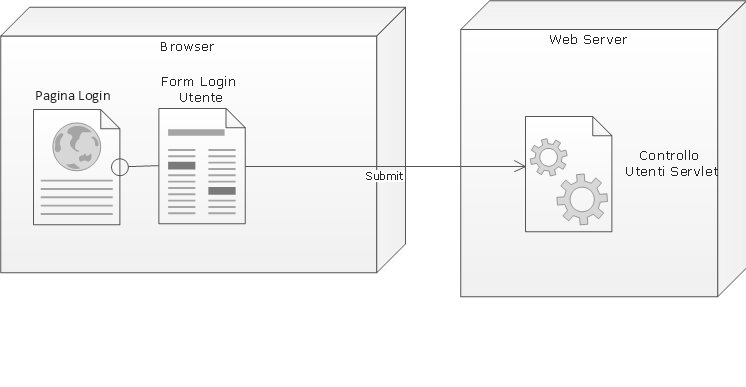 Browser
Web Server
Pagina Login
Form Login
Utente
Submit
Controllo
Utenti Servlet